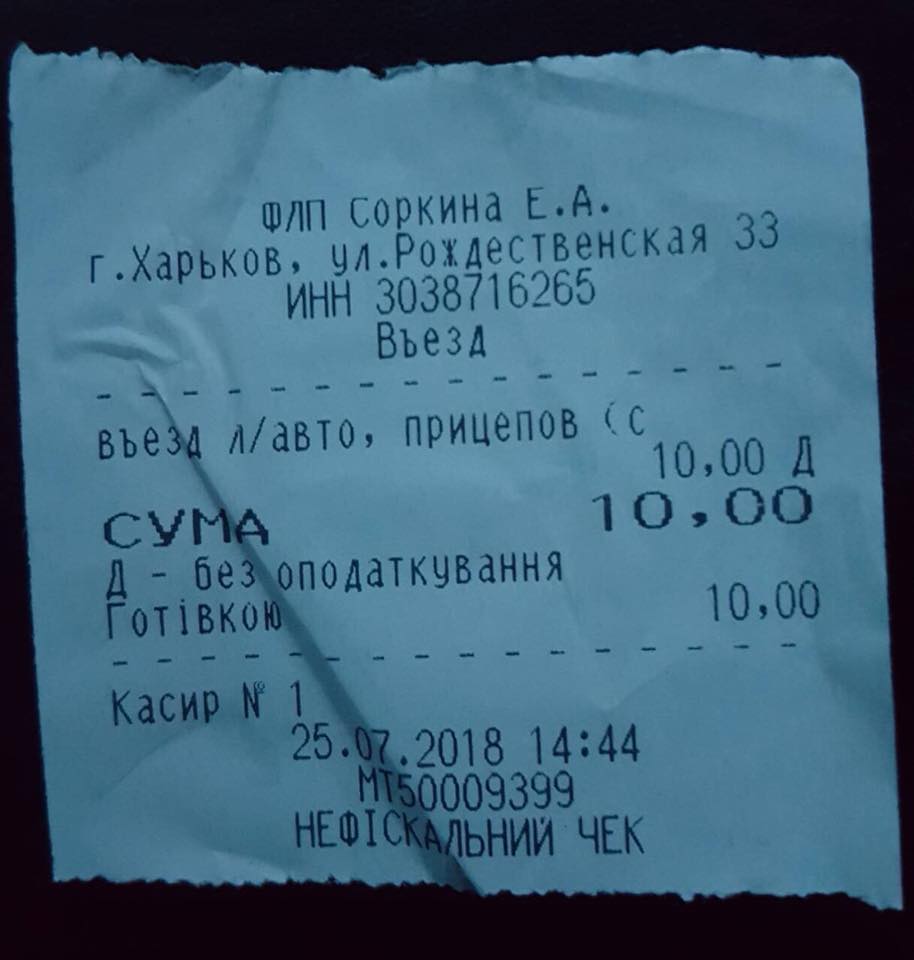 ФЛП Соркина Е.А.
г.Харьков, ул.Рождественская 33
ИНН 3038716265
Въезд
- - - - - - - - - - - - - - - - -
въезд л/авто, прицепов (с
10,00 Д
СУМА 10,00
Д - без оподаткування
Готівкою 10,00
- - - - - - - - - - - - - - - - -
Касир № 1
25.07.2018 14:44
МТ50009399
НЕФІСКАЛЬНИЙ ЧЕК